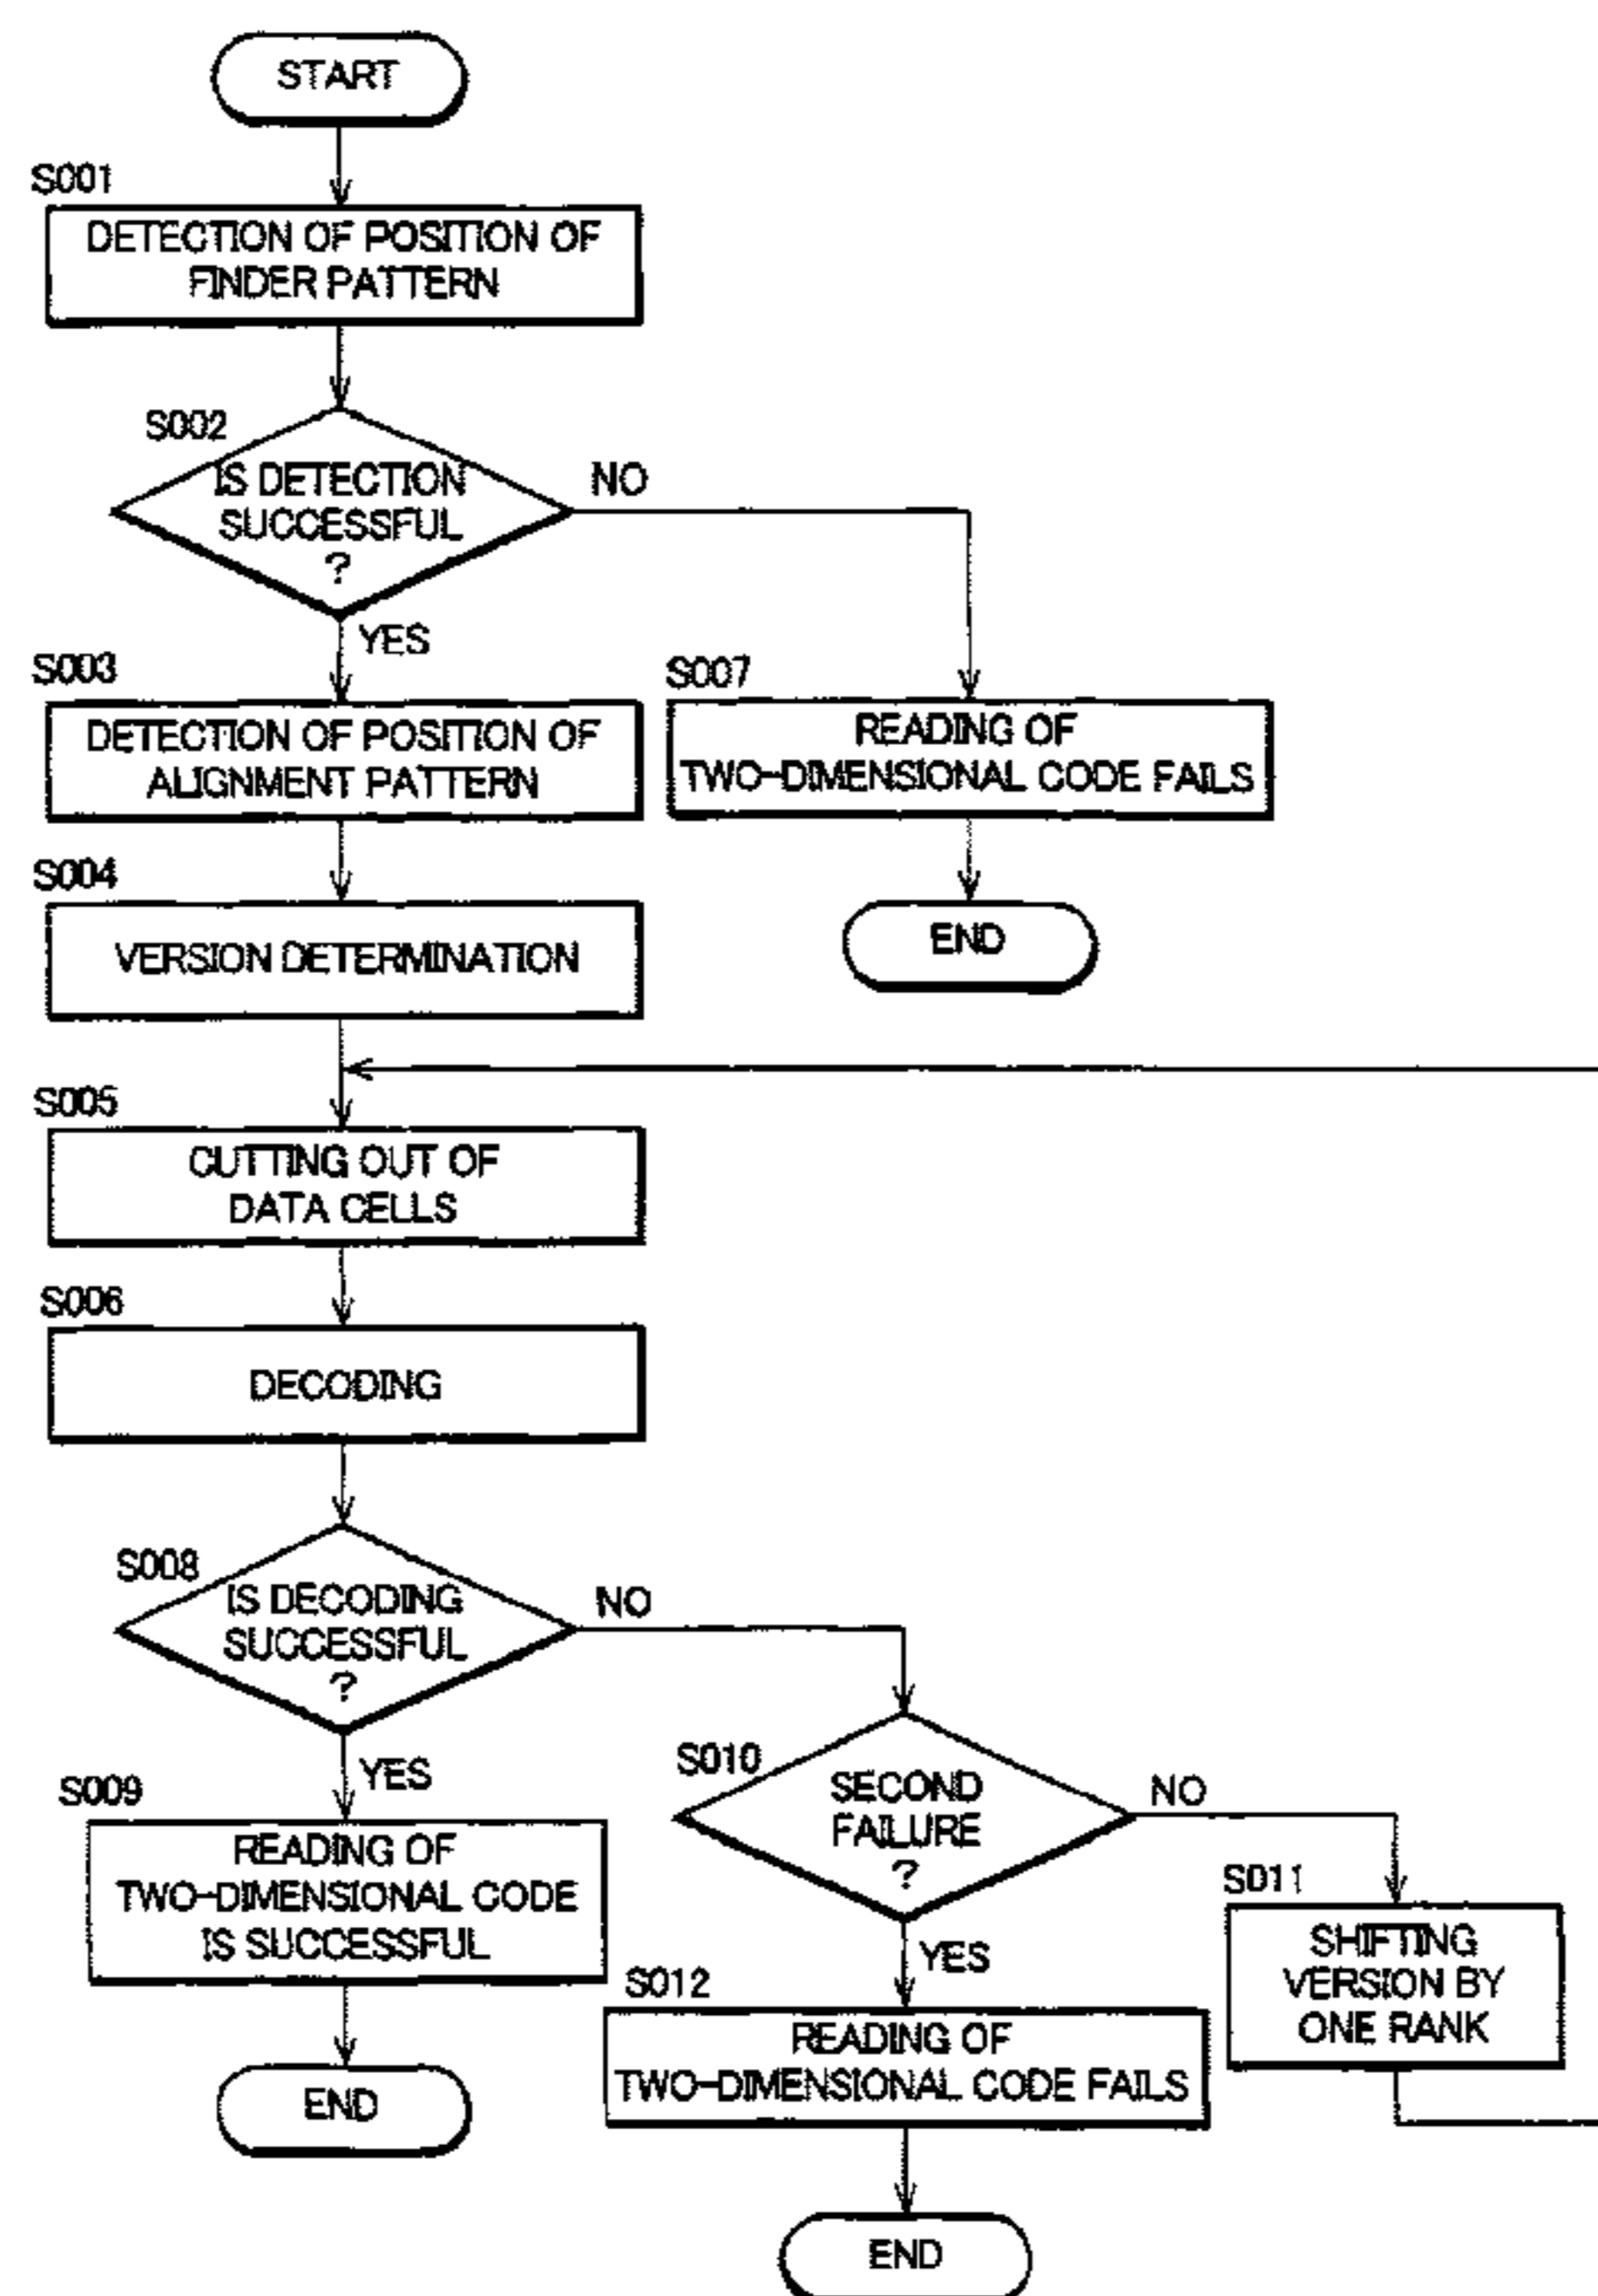 START
S001
DETECTION OF POSITION OF
FINDER PATTERN
S002
IS DETECTION
SUCCESSFUL
?
NO
YES
S003
DETECTION OF POSITION OF
ALIGNMENT PATTERN
S007
READING OF
TWO-DIMENSIONAL CODE FAILS
END
S004
VERSION DETERMINATION
S005
CUTTING OUT OF
DATA CELLS
S006
DECODING
S008
IS DECODING
SUCCESSFUL
?
NO
YES
S009
READING OF
TWO-DIMENSIONAL CODE
IS SUCCESSFUL
END
S010
SECOND
FAILURE
?
NO
YES
S011
SHIFTING
VERSION BY
ONE RANK
S012
READING OF
TWO-DIMENSIONAL CODE FAILS
END